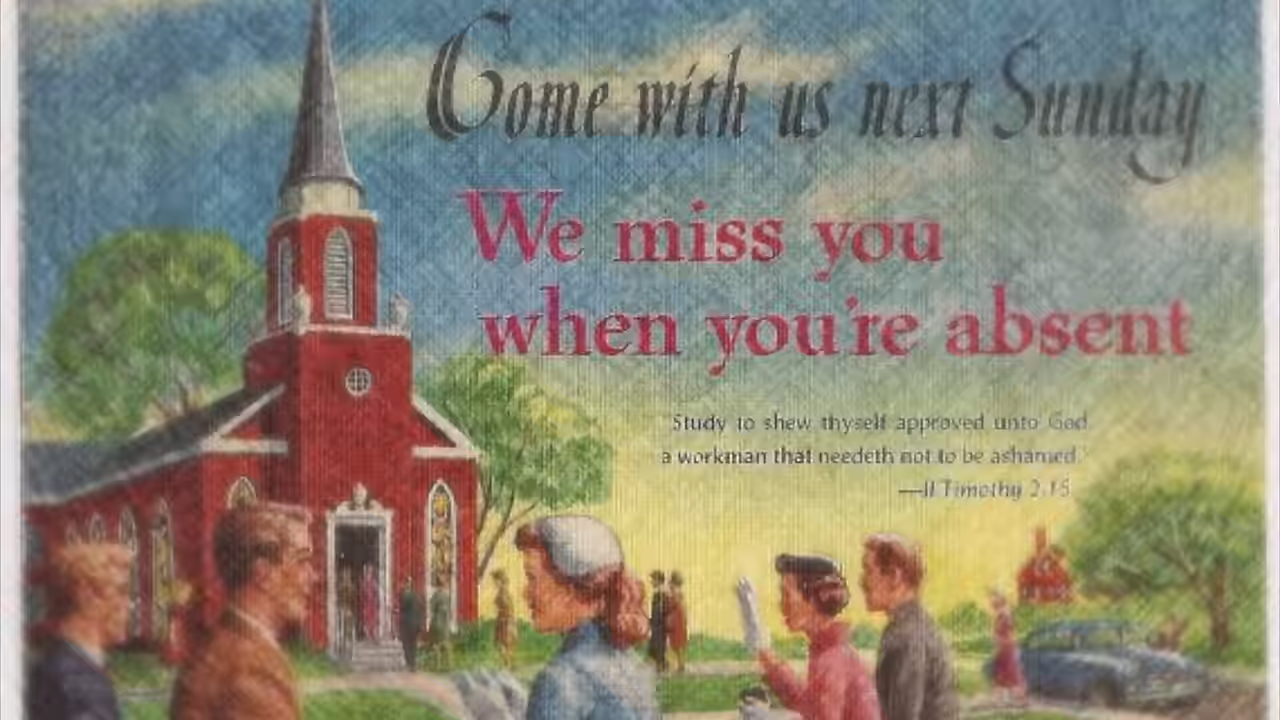 Come with us next Sunday
We miss you
when you're absent
"Study to shew thyself approved unto God
a workman that needeth not to be ashamed."
—II Timothy 2:15